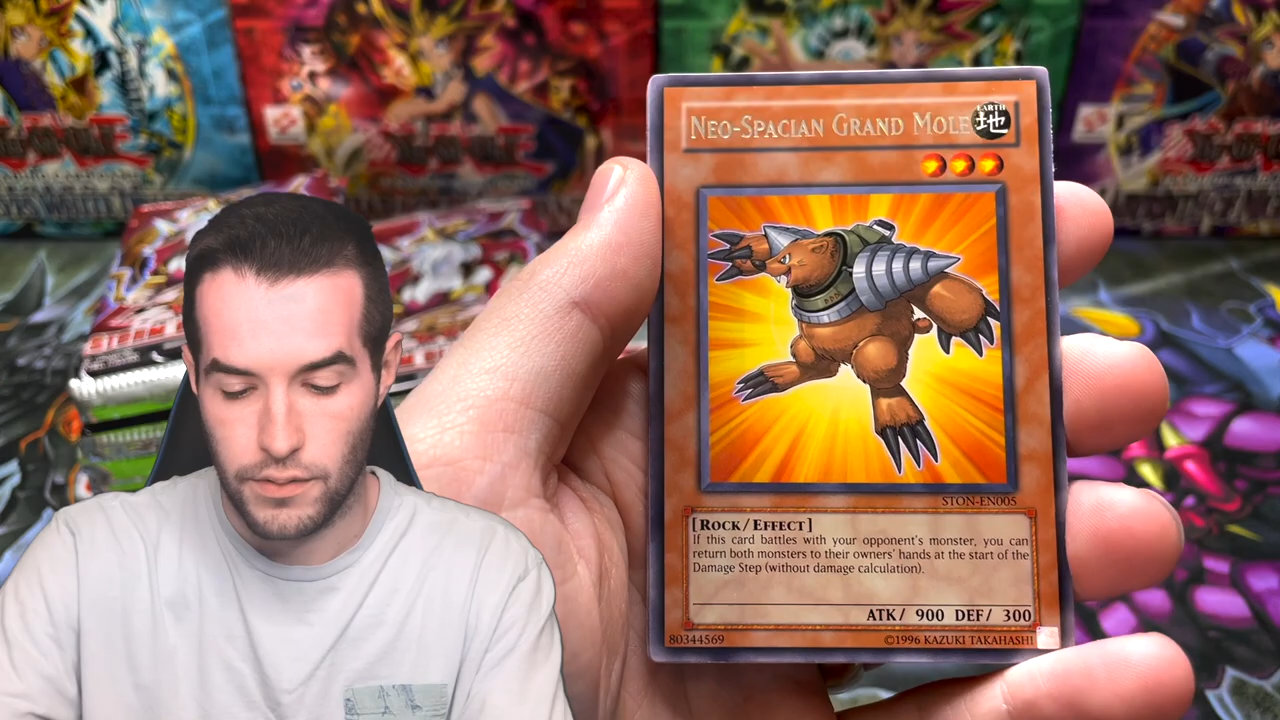 NEO-SPACIAN GRAND MOLE
EARTH
地
STON-EN005
[ROCK/EFFECT]
If this card battles with your opponent's monster, you can
return both monsters to their owners' hands at the start of the
Damage Step (without damage calculation).
ATK/ 900 DEF/ 300
80344569
©1996 KAZUKI TAKAHASHI